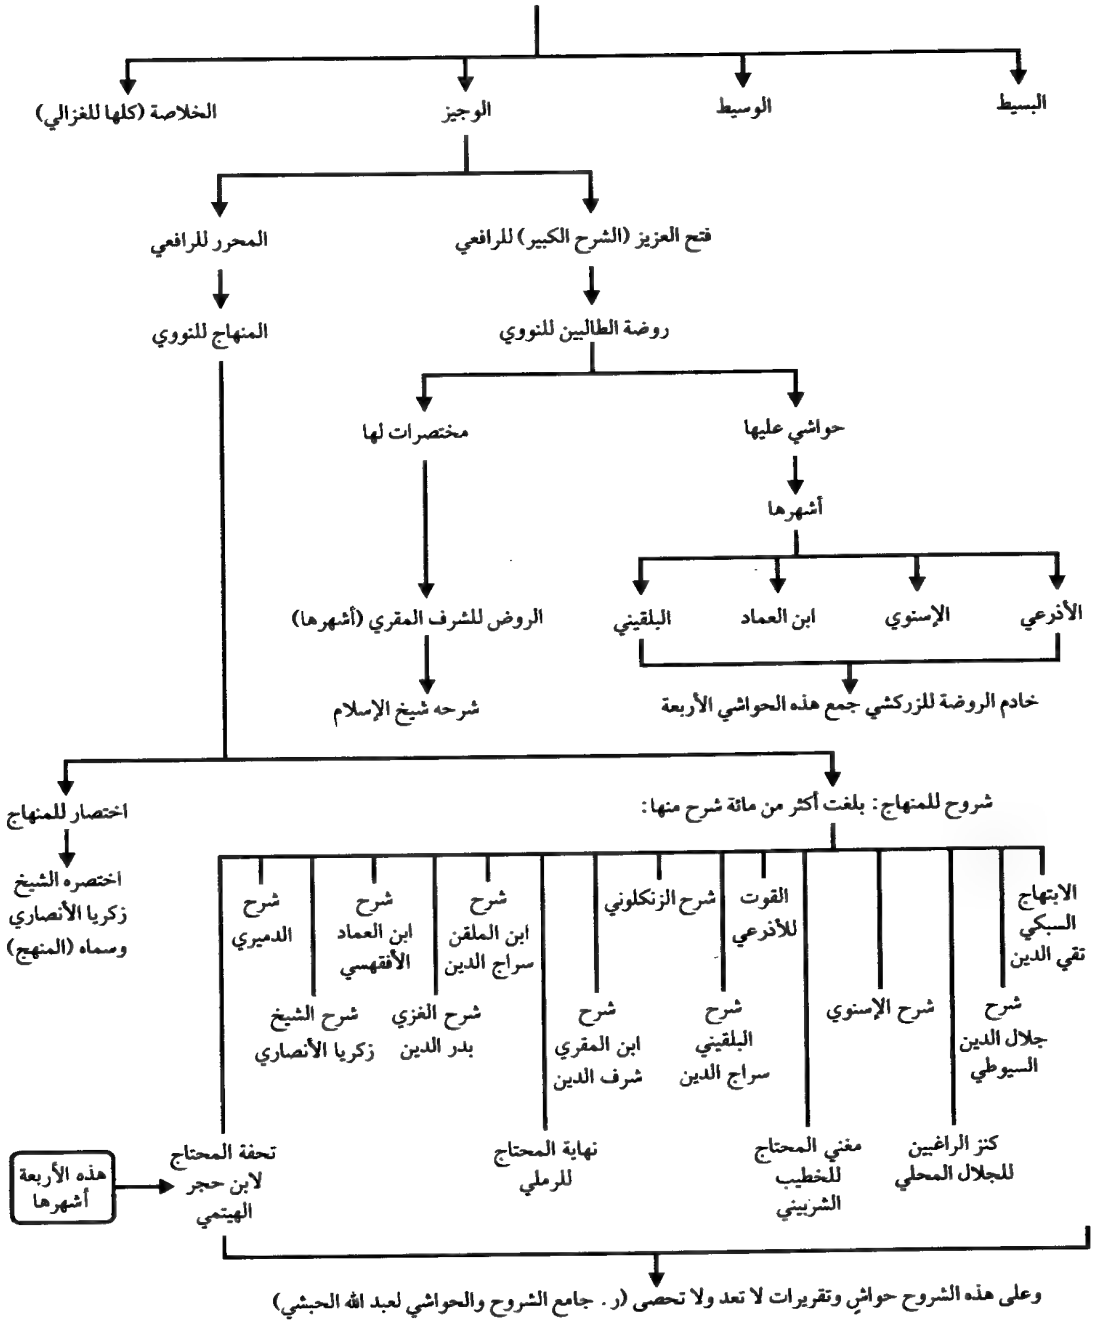 البسيط
الوسيط
الوجيز
الخلاصة (كلها للغزالي)
فتح العزيز (الشرح الكبير) للرافعي
المحرر للرافعي
روضة الطالبين للنووي
المنهاج للنووي
حواشي عليها
مختصرات لها
أشهرها
الأذرعي
الإسنوي
ابن العماد
البلقيني
الروض للشرف المقري (أشهرها)
خادم الروضة للزركشي جمع هذه الحواشي الأربعة
شرحه شيخ الإسلام
شروح للمنهاج: بلغت أكثر من مائة شرح منها:
اختصار للمنهاج
اختصره الشيخ
زكريا الأنصاري
وسماه (المنهج)
الابتهاج
السبكي
تقي الدين
شرح
جلال الدين
السيوطي
كنز الراغبين
للجلال المحلي
شرح الإسنوي
مغني المحتاج
للخطيب
الشربيني
القوت
للأذرعي
شرح
البلقيني
سراج الدين
شرح الزنكلوني
شرح
ابن المقري
شرف الدين
نهاية المحتاج
للرملي
شرح
ابن الملقن
سراج الدين
شرح الغزي
بدر الدين
شرح
ابن العماد
الأفقهسي
شرح الشيخ
زكريا الأنصاري
شرح
الدميري
تحفة المحتاج
لابن حجر
الهيتمي
هذه الأربعة
أشهرها
وعلى هذه الشروح حواشٍ وتقريرات لا تعد ولا تحصى (ر. جامع الشروح والحواشي لعبد الله الحبشي)